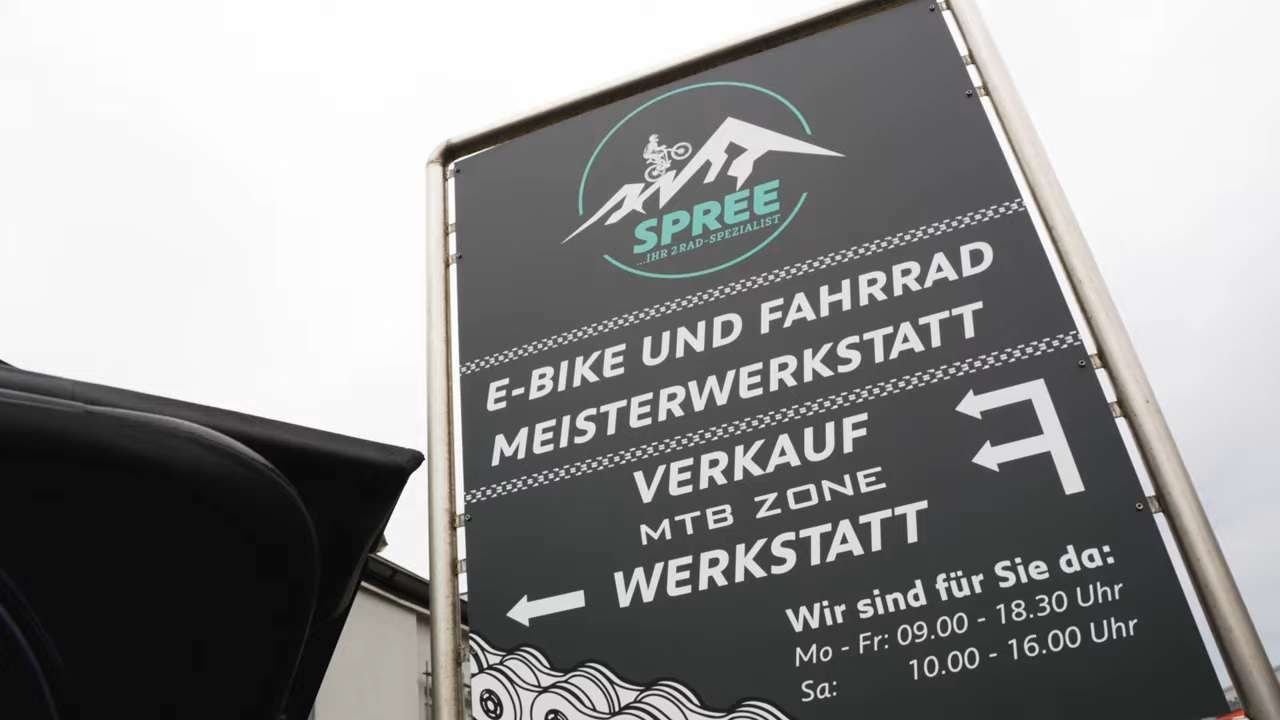 SPREE
...IHR 2RAD-SPEZIALIST
E-BIKE UND FAHRRAD
MEISTERWERKSTATT
VERKAUF
MTB ZONE
WERKSTATT
Wir sind für Sie da:
Mo - Fr: 09.00 - 18.30 Uhr
Sa: 10.00 - 16.00 Uhr